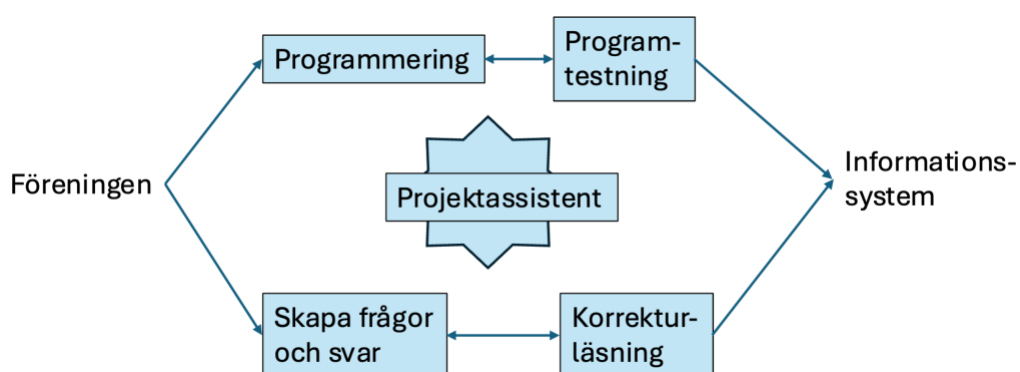 Programmering
Program-
testning
Föreningen
Projektassistent
Informations-
system
Skapa frågor
och svar
Korrektur-
läsning